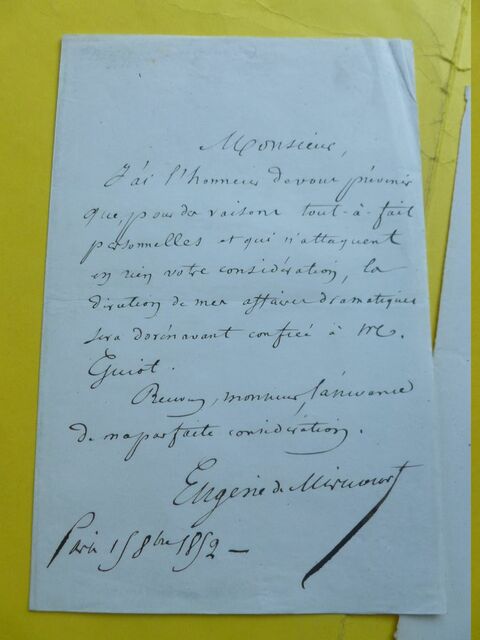 Monsieur,
J'ai l'honneur de vous prévenir
que, pour des raisons tout-à-fait
personnelles et qui n'attaquent
en rien votre considération, la
direction de mes affaires dramatiques
sera dorénavant confiée à M.
Guiot.
Recevez, monsieur, l'assurance
de ma parfaite considération.
Eugène de Mirecourt
Paris 15 8bre 1852 —